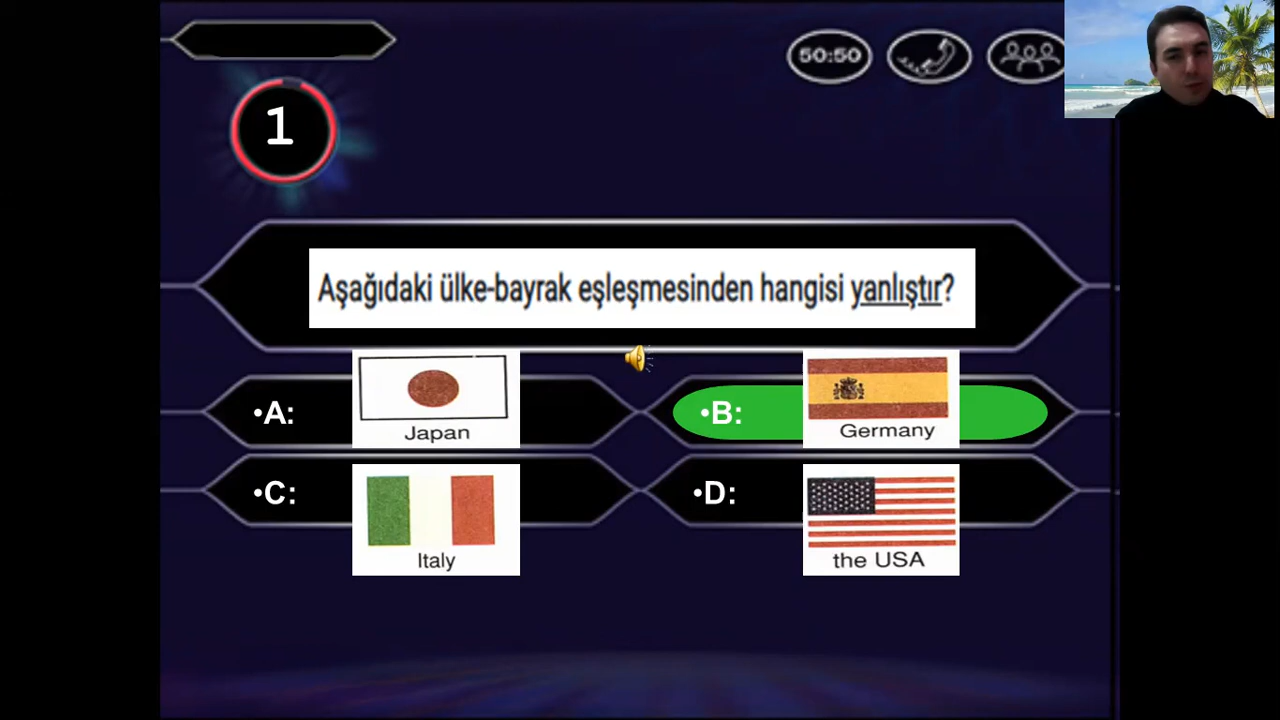 50:50
1
Aşağıdaki ülke-bayrak eşleşmesinden hangisi yanlıştır?
•A:
Japan
•B:
Germany
•C:
Italy
•D:
the USA